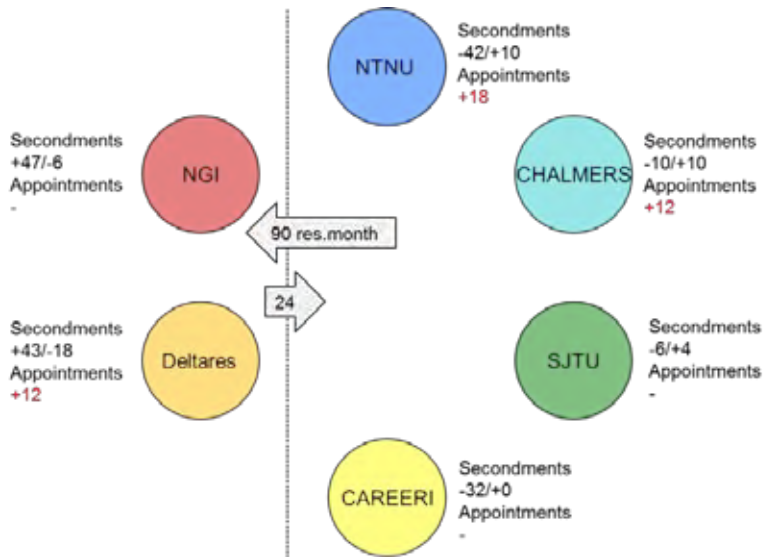 NTNU
Secondments
-42/+10
Appointments
+18
Secondments
+47/-6
Appointments
-
NGI
CHALMERS
Secondments
-10/+10
Appointments
+12
90 res.month
24
Secondments
+43/-18
Appointments
+12
Deltares
SJTU
Secondments
-6/+4
Appointments
-
CAREERI
Secondments
-32/+0
Appointments
-